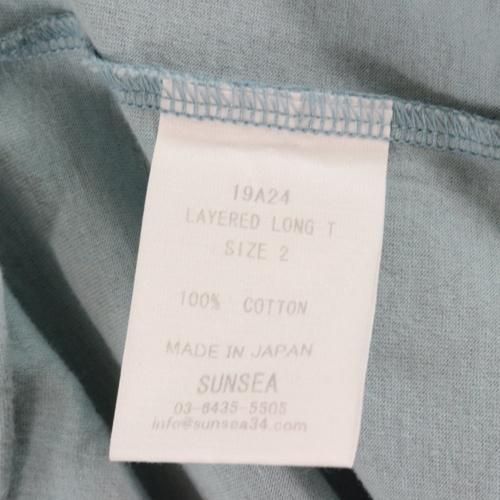 19A24
LAYERED LONG T
SIZE 2
100% COTTON
MADE IN JAPAN
SUNSEA
03-6435-5505
info@sunsea34.com